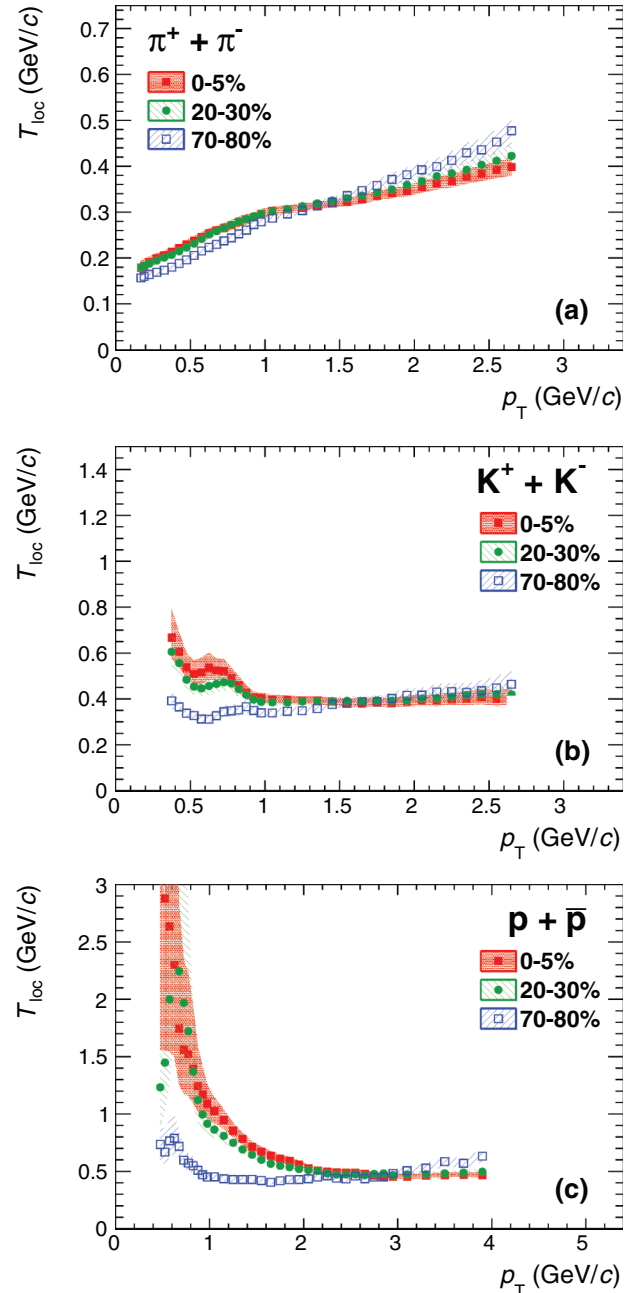 0.7
0.6
0.5
0.4
0.3
0.2
0.1
0
T_loc (GeV/c)
π⁺ + π⁻
0-5%
20-30%
70-80%
(a)
0 0.5 1 1.5 2 2.5 3
p_T (GeV/c)
1.4
1.2
1
0.8
0.6
0.4
0.2
0
T_loc (GeV/c)
K⁺ + K⁻
0-5%
20-30%
70-80%
(b)
0 0.5 1 1.5 2 2.5 3
p_T (GeV/c)
3
2.5
2
1.5
1
0.5
0
T_loc (GeV/c)
p + p̅
0-5%
20-30%
70-80%
(c)
0 1 2 3 4 5
p_T (GeV/c)